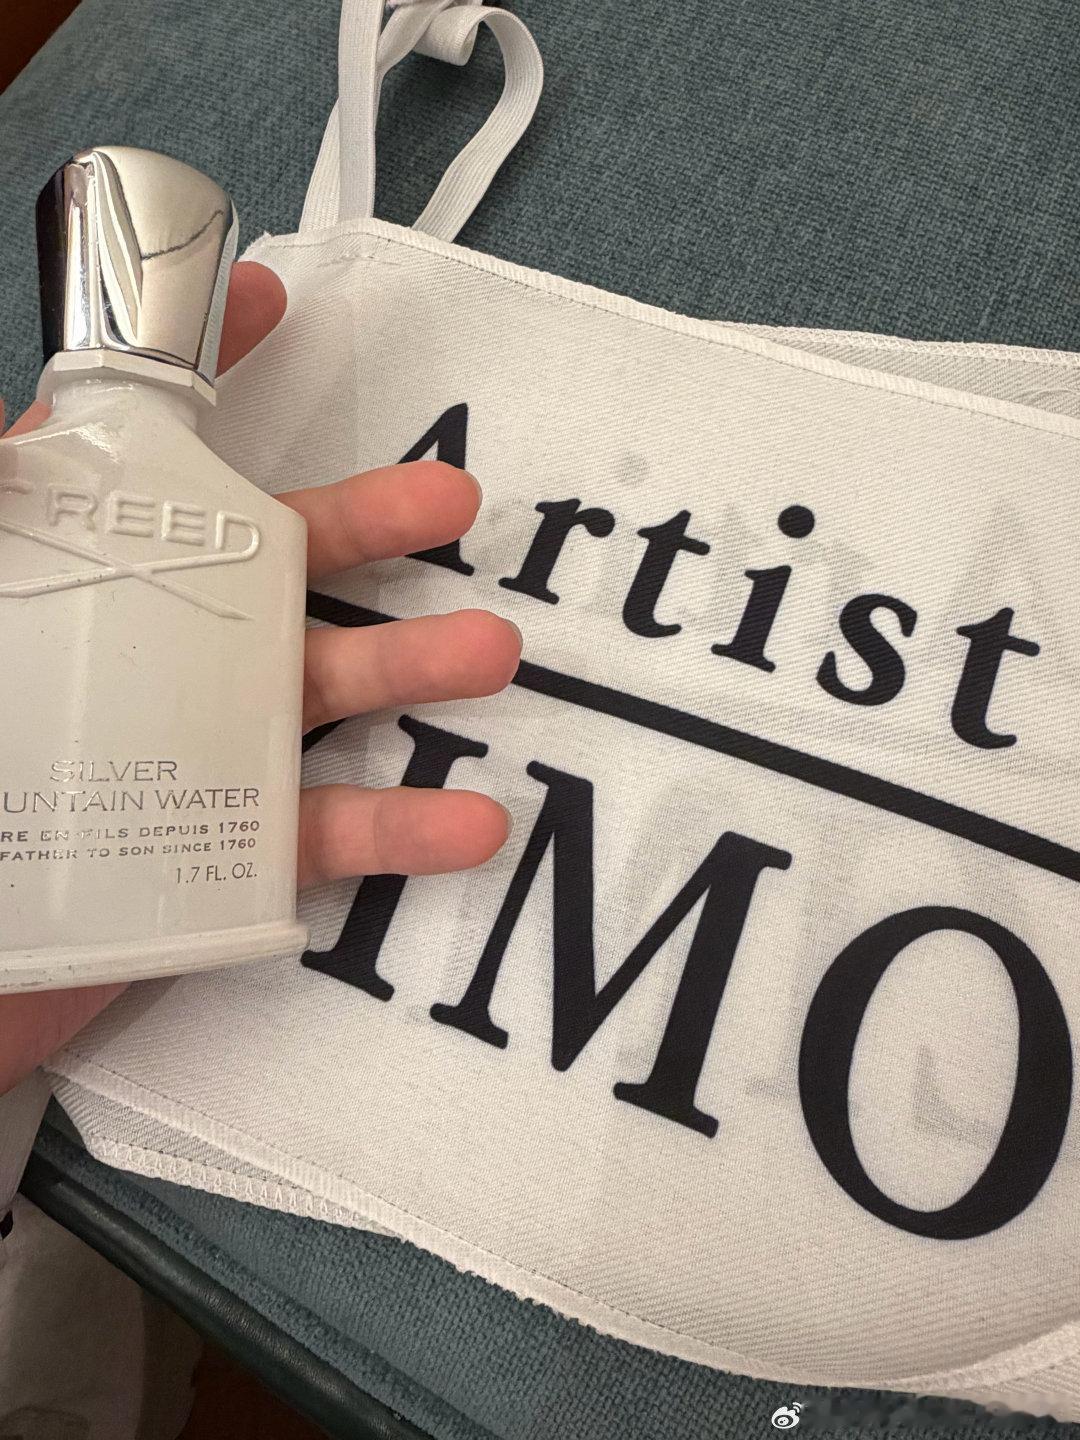 CREED
SILVER
UNTAIN WATER
RE EN FILS DEPUIS 1760
FATHER TO SON SINCE 1760
1.7 FL. OZ.
Artist
IMO